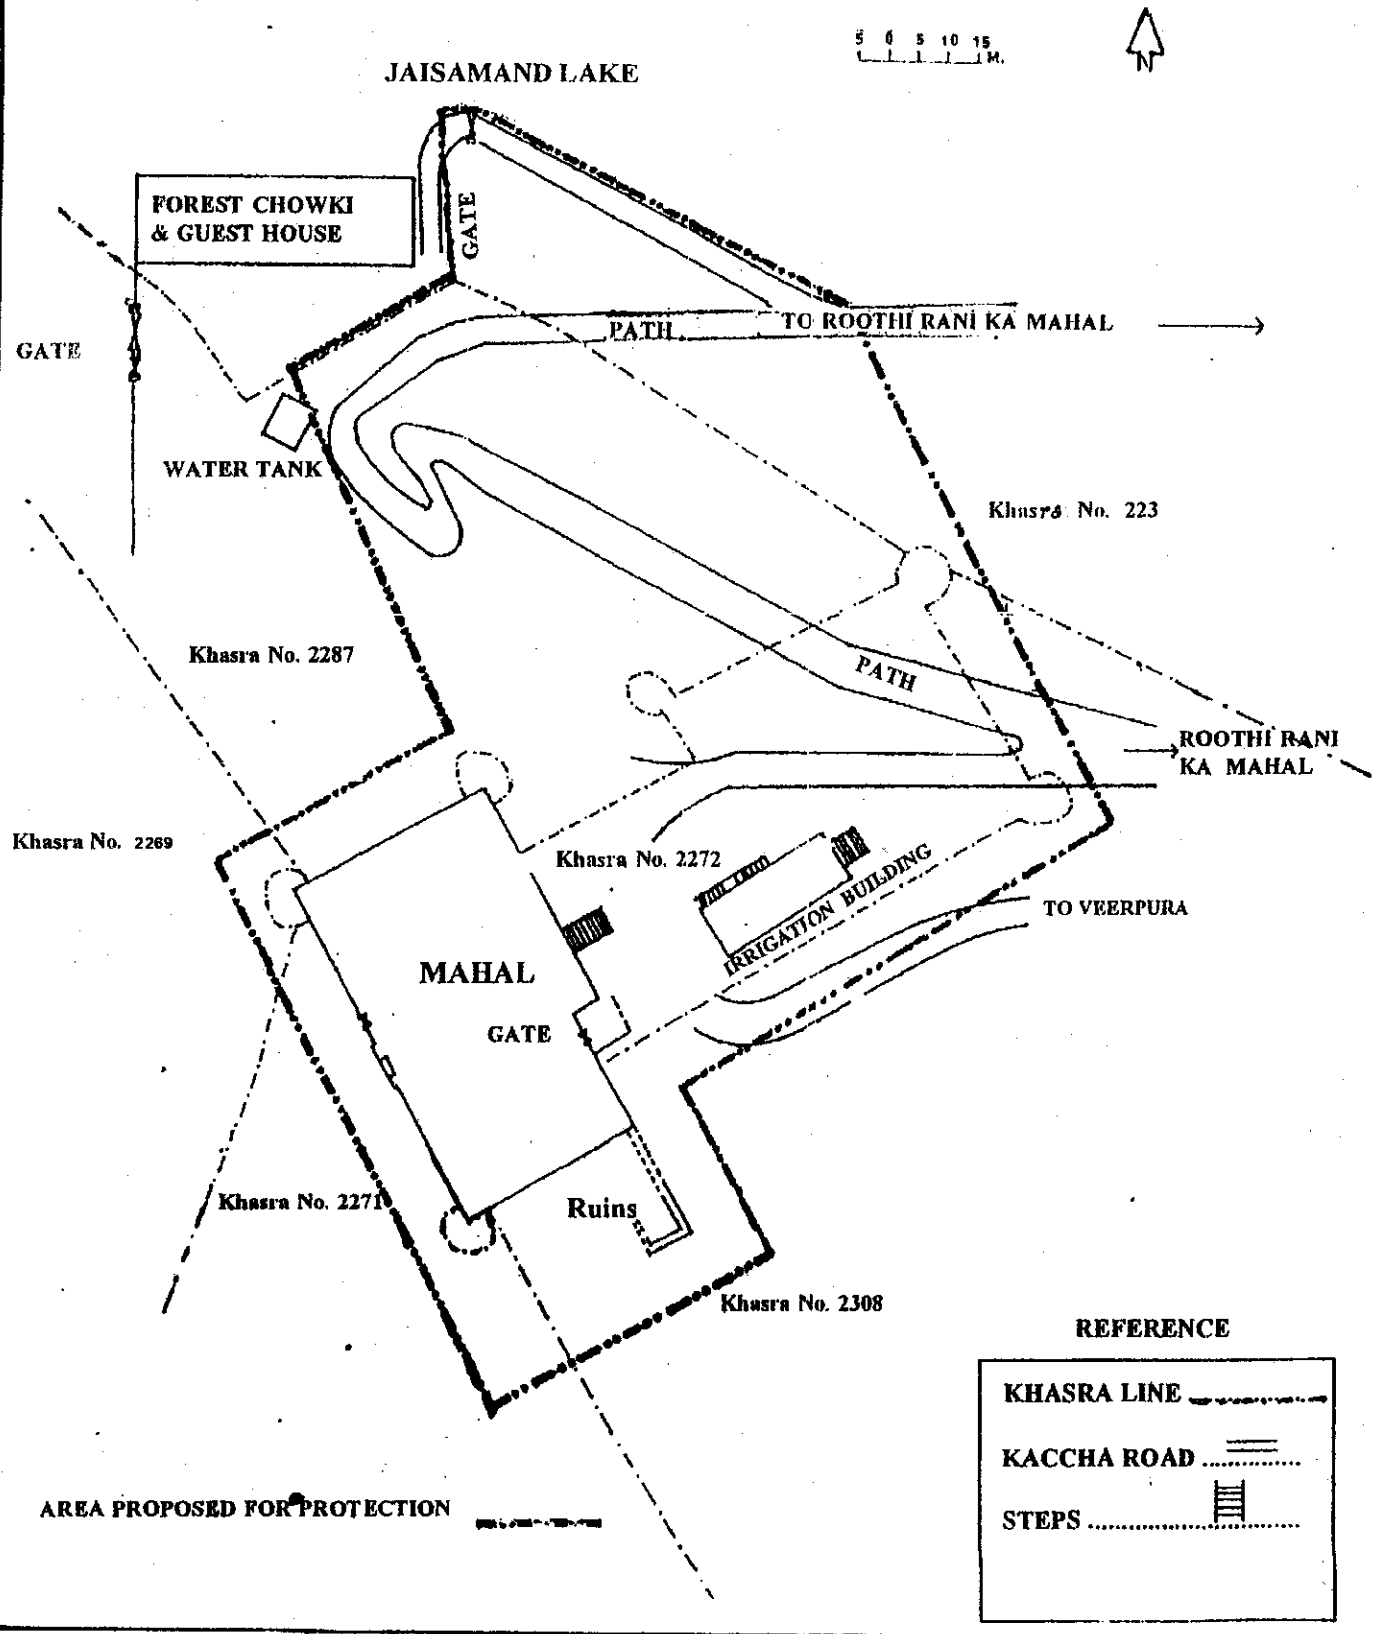 5 0 5 10 15
M.
N
JAISAMAND LAKE
FOREST CHOWKI
& GUEST HOUSE
GATE
GATE
PATH
TO ROOTHI RANI KA MAHAL
WATER TANK
Khasra No. 223
Khasra No. 2287
PATH
ROOTHI RANI
KA MAHAL
Khasra No. 2269
Khasra No. 2272
IRRIGATION BUILDING
TO VEERPURA
MAHAL
GATE
Khasra No. 2271
Ruins
Khasra No. 2308
REFERENCE
KHASRA LINE
KACCHA ROAD
STEPS
AREA PROPOSED FOR PROTECTION